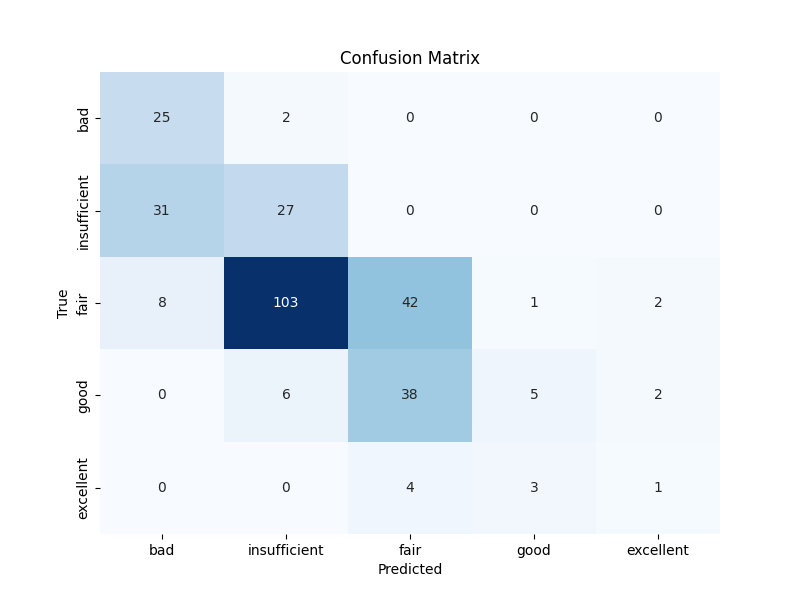 Confusion Matrix
True
bad 25 2 0 0 0
insufficient 31 27 0 0 0
fair 8 103 42 1 2
good 0 6 38 5 2
excellent 0 0 4 3 1
bad insufficient fair good excellent
Predicted